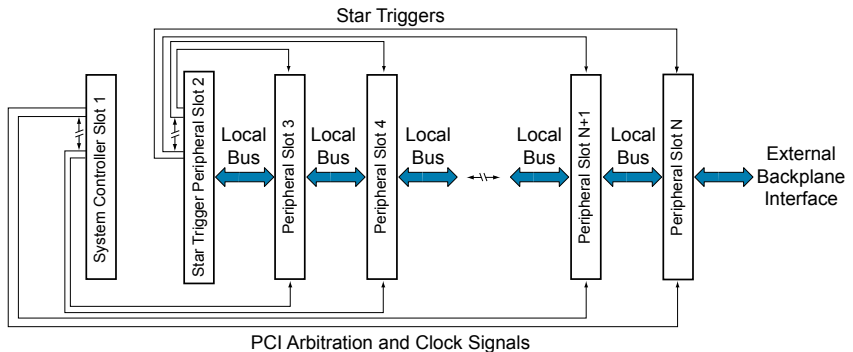 Star Triggers
System Controller Slot 1
Star Trigger Peripheral Slot 2
Local
Bus
Peripheral Slot 3
Local
Bus
Peripheral Slot 4
Local
Bus
Local
Bus
Peripheral Slot N+1
Local
Bus
Peripheral Slot N
External
Backplane
Interface
PCI Arbitration and Clock Signals